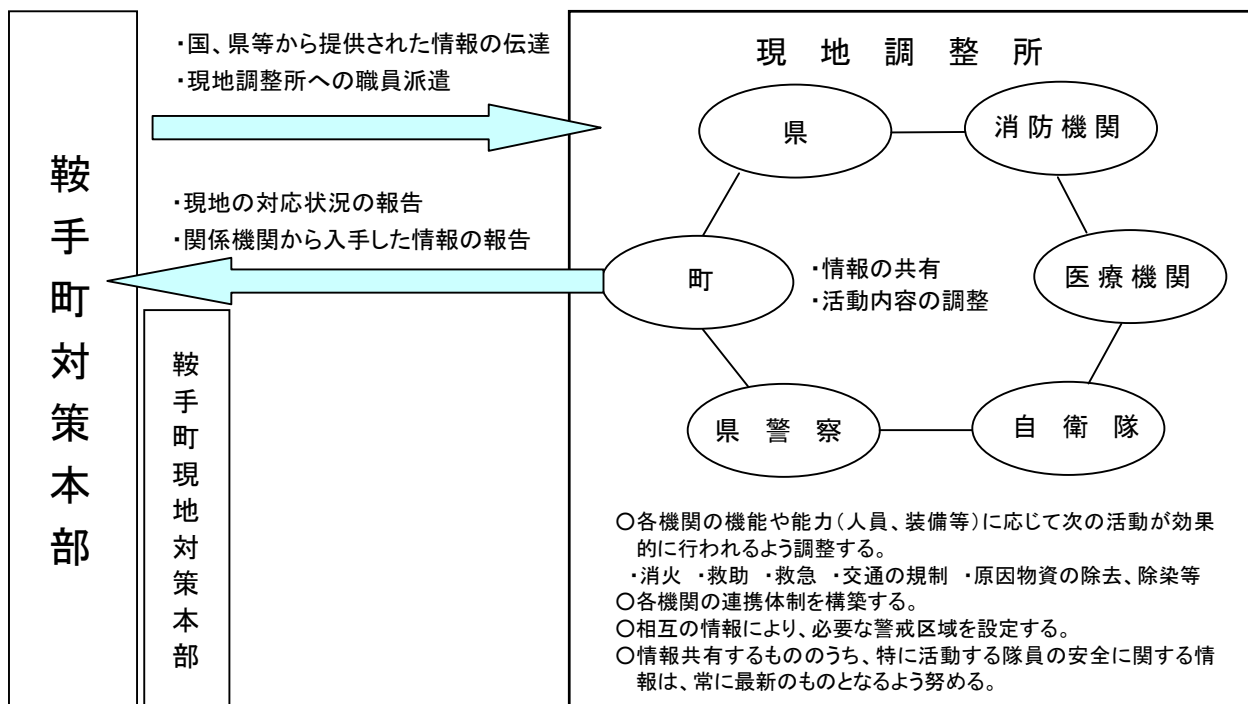 鞍手町対策本部
・国、県等から提供された情報の伝達
・現地調整所への職員派遣
・現地の対応状況の報告
・関係機関から入手した情報の報告
鞍手町現地対策本部
現地調整所
県
消防機関
町
・情報の共有
・活動内容の調整
医療機関
県警察
自衛隊
〇各機関の機能や能力(人員、装備等)に応じて次の活動が効果
的に行われるよう調整する。
・消火 ・救助 ・救急 ・交通の規制 ・原因物資の除去、除染等
〇各機関の連携体制を構築する。
〇相互の情報により、必要な警戒区域を設定する。
〇情報共有するもののうち、特に活動する隊員の安全に関する情
報は、常に最新のものとなるよう努める。